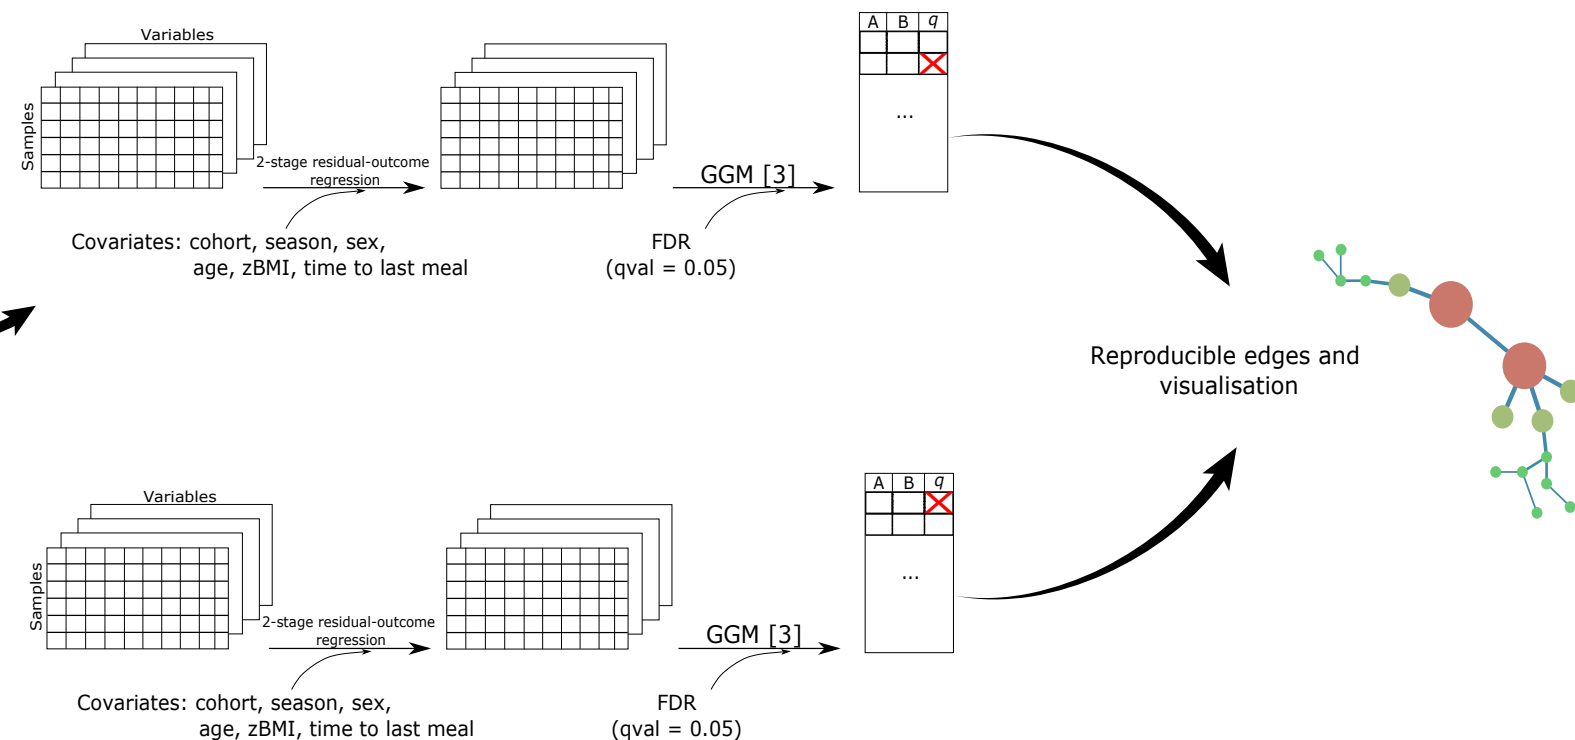 Variables
Samples
2-stage residual-outcome
regression
Covariates: cohort, season, sex,
age, zBMI, time to last meal
GGM [3]
FDR
(qval = 0.05)
A B q
...
Reproducible edges and
visualisation
Variables
Samples
2-stage residual-outcome
regression
Covariates: cohort, season, sex,
age, zBMI, time to last meal
GGM [3]
FDR
(qval = 0.05)
A B q
...